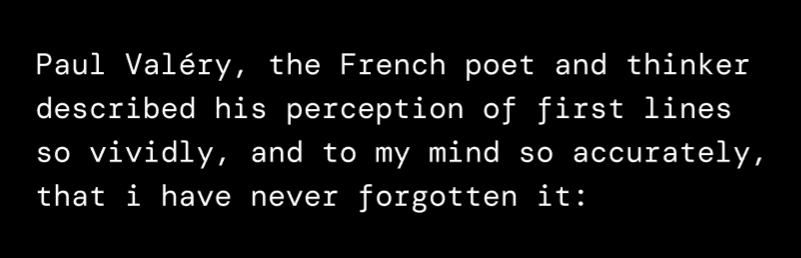 Paul Valéry, the French poet and thinker
described his perception of first lines
so vividly, and to my mind so accurately,
that i have never forgotten it: